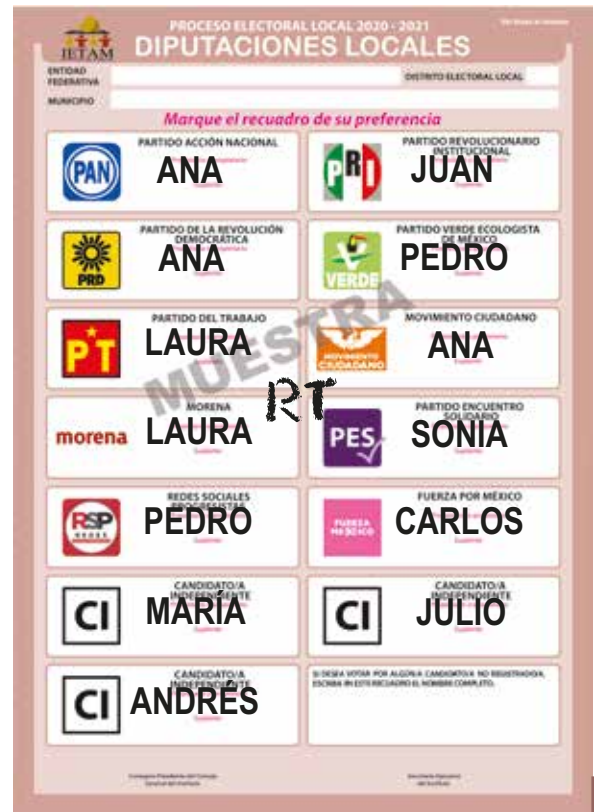 PROCESO ELECTORAL LOCAL 2020 - 2021
DIPUTACIONES LOCALES
IETAM
ENTIDAD
FEDERATIVA
DISTRITO ELECTORAL LOCAL
MUNICIPIO
Marque el recuadro de su preferencia
PARTIDO ACCIÓN NACIONAL
PAN
ANA
PARTIDO REVOLUCIONARIO
INSTITUCIONAL
PRI
JUAN
PARTIDO DE LA REVOLUCIÓN
DEMOCRÁTICA
PRD
ANA
PARTIDO VERDE ECOLOGISTA
DE MÉXICO
VERDE
PEDRO
PARTIDO DEL TRABAJO
PT
LAURA
MOVIMIENTO CIUDADANO
MOVIMIENTO
CIUDADANO
ANA
MUESTRA
RT
MORENA
morena
LAURA
PARTIDO ENCUENTRO
SOLIDARIO
PES
SONIA
REDES SOCIALES
PROGRESISTAS
RSP
REDES
PEDRO
FUERZA POR MÉXICO
FUERZA
MÉXICO
CARLOS
CANDIDATO/A
INDEPENDIENTE
CI
MARÍA
CANDIDATO/A
INDEPENDIENTE
CI
JULIO
CANDIDATO/A
INDEPENDIENTE
CI
ANDRÉS
SI DESEA VOTAR POR ALGÚN/A CANDIDATO/A NO REGISTRADO/A,
ESCRIBA EN ESTE RECUADRO EL NOMBRE COMPLETO.